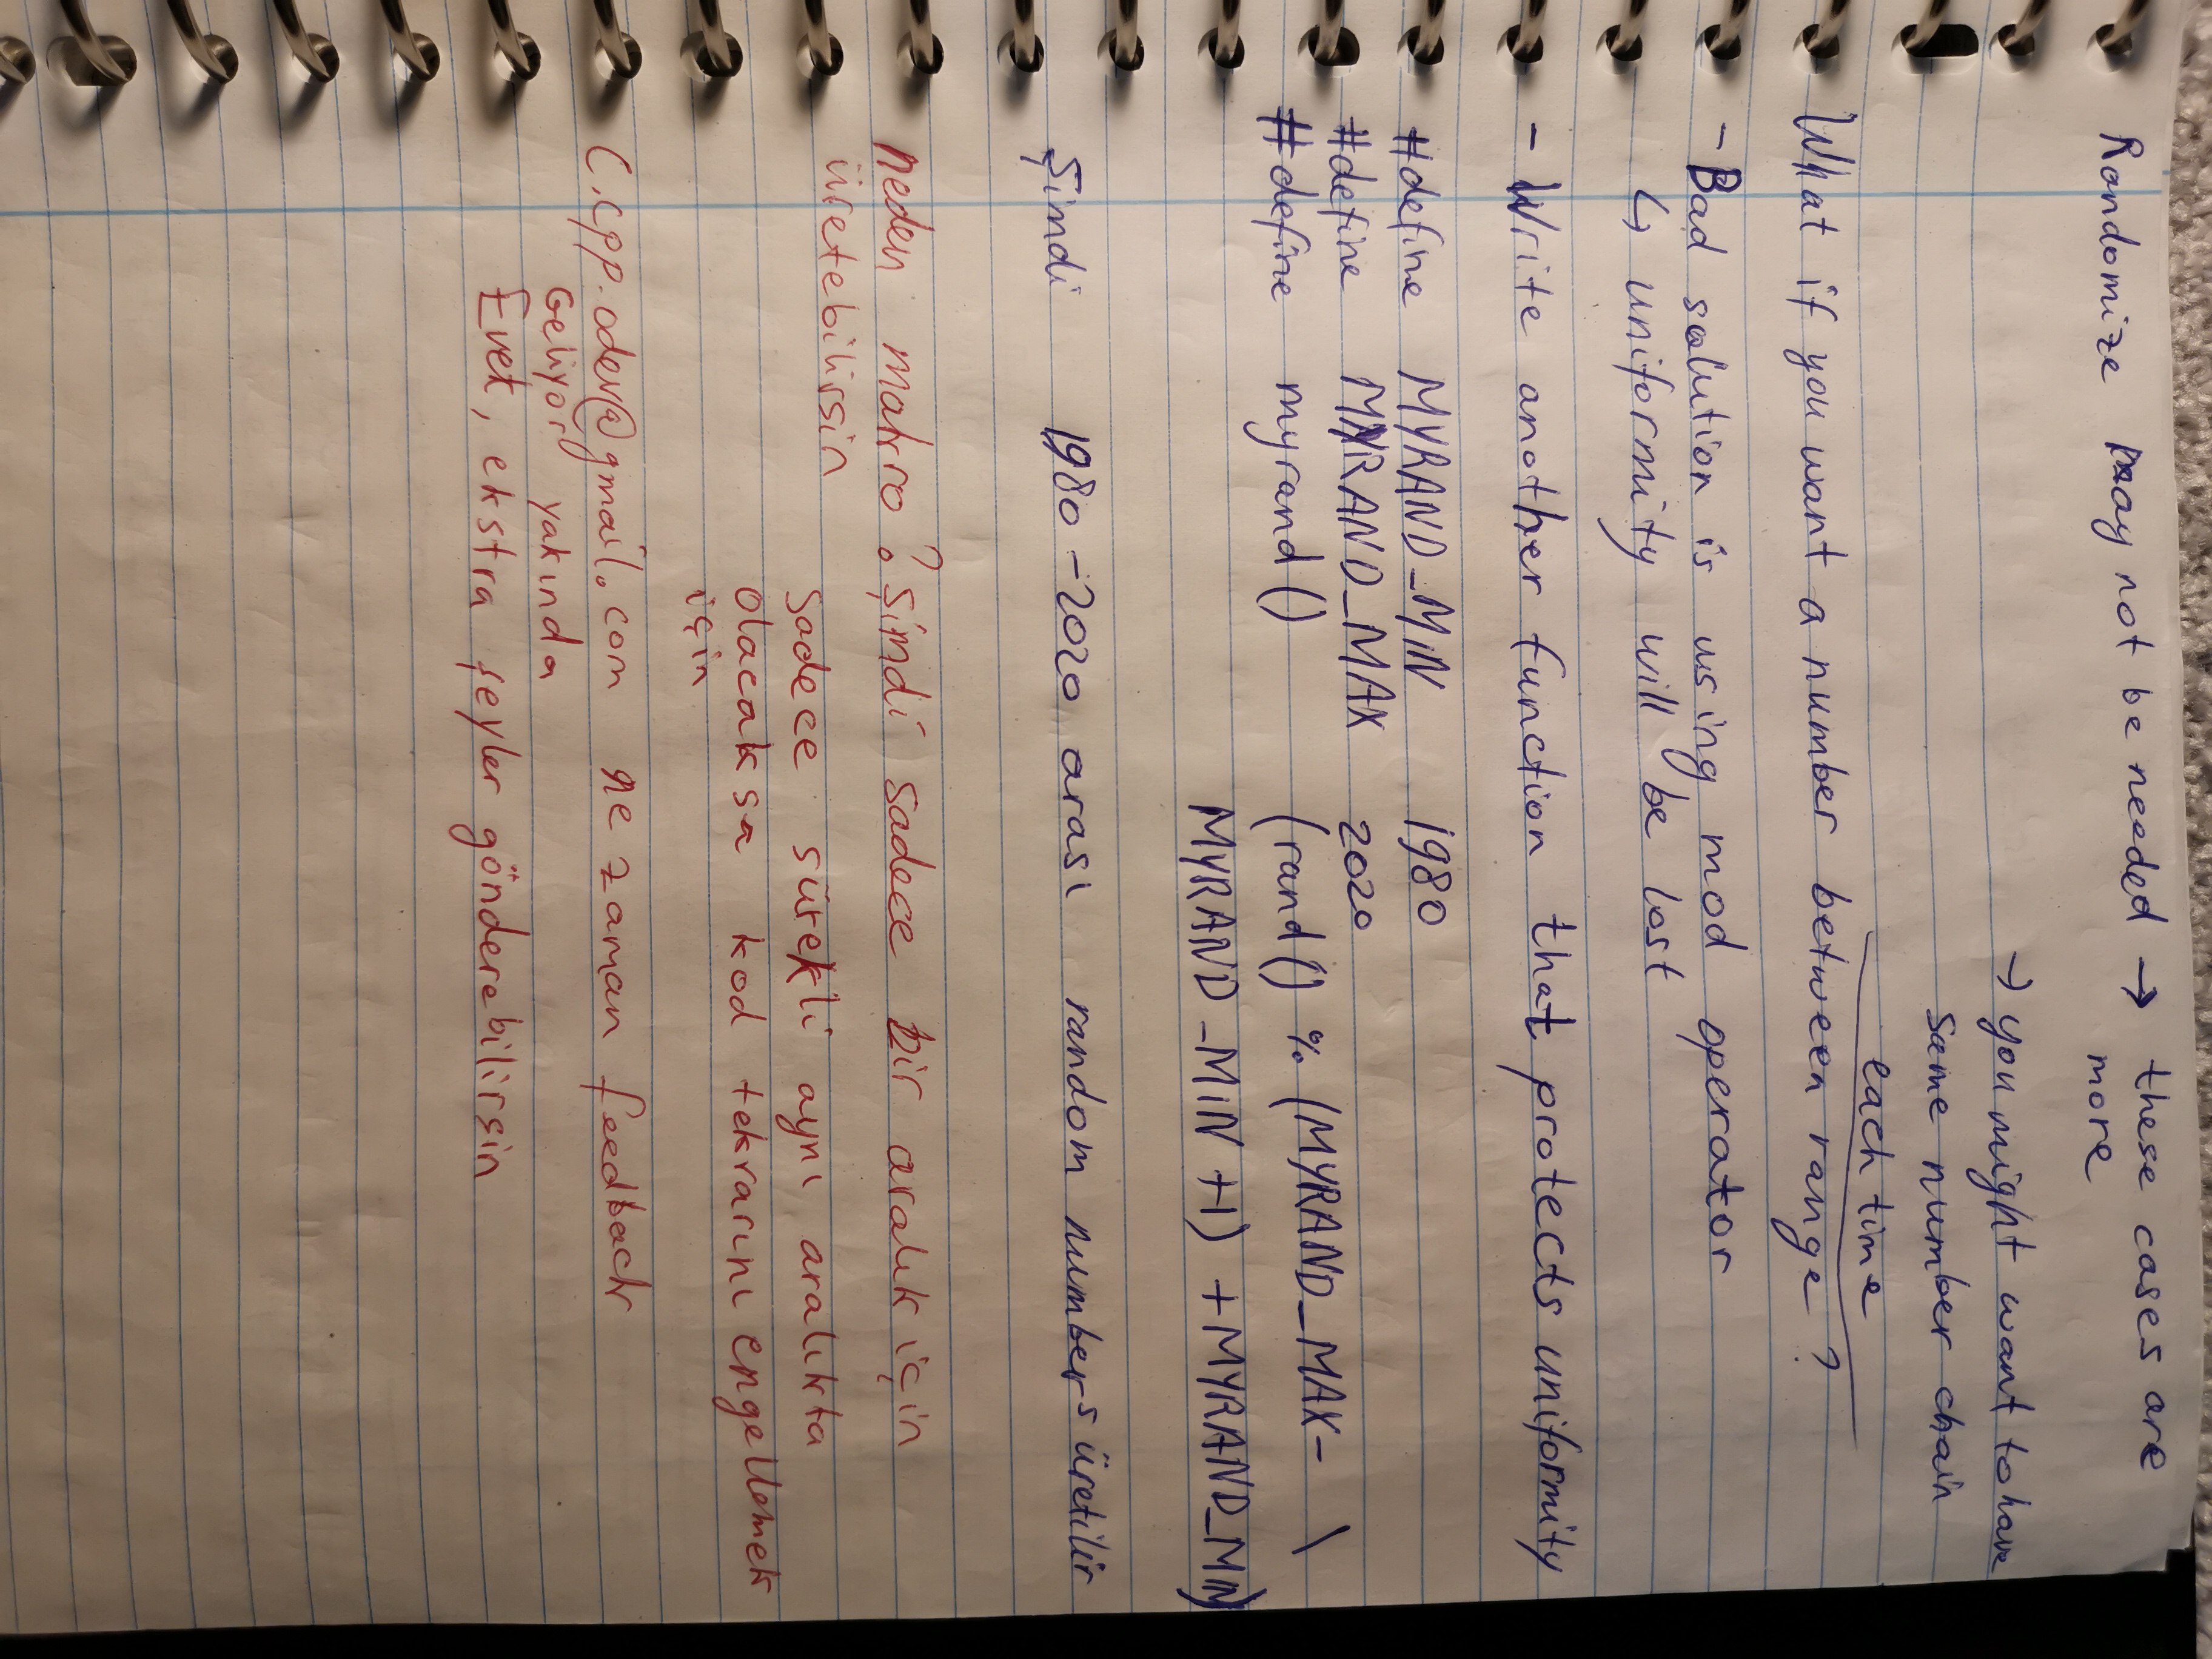 Randomize may not be needed → these cases are
more
→ you might want to have
same number chain
each time
What if you want a number between range ?
- Bad solution is using mod operator
↳ uniformity will be lost
- Write another function that protects uniformity
#define MYRAND_MIN 1980
#define MYRAND_MAX 2020
#define myrand() (rand() % (MYRAND_MAX- \
MYRAND_MIN +1) +MYRAND_MIN)
Şimdi 1980-2020 arası random numbers üretilir
neden makro? Şimdi sadece bir aralık için
üretebilirsin
Sadece sürekli aynı aralıkta
olacaksa kod tekrarını engellemek
için
C.cpp.odev@gmail.com ne zaman feedback
Geliyor yakında
Evet, ekstra şeyler gönderebilirsin